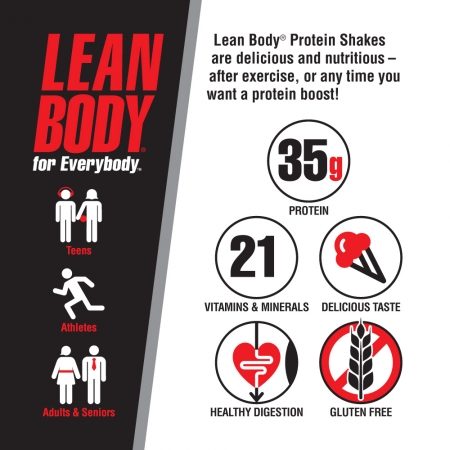 LEAN
BODY®
for Everybody™
Teens
Athletes
Adults & Seniors
Lean Body® Protein Shakes
are delicious and nutritious –
after exercise, or any time you
want a protein boost!
35g
PROTEIN
21
VITAMINS & MINERALS
DELICIOUS TASTE
HEALTHY DIGESTION
GLUTEN FREE